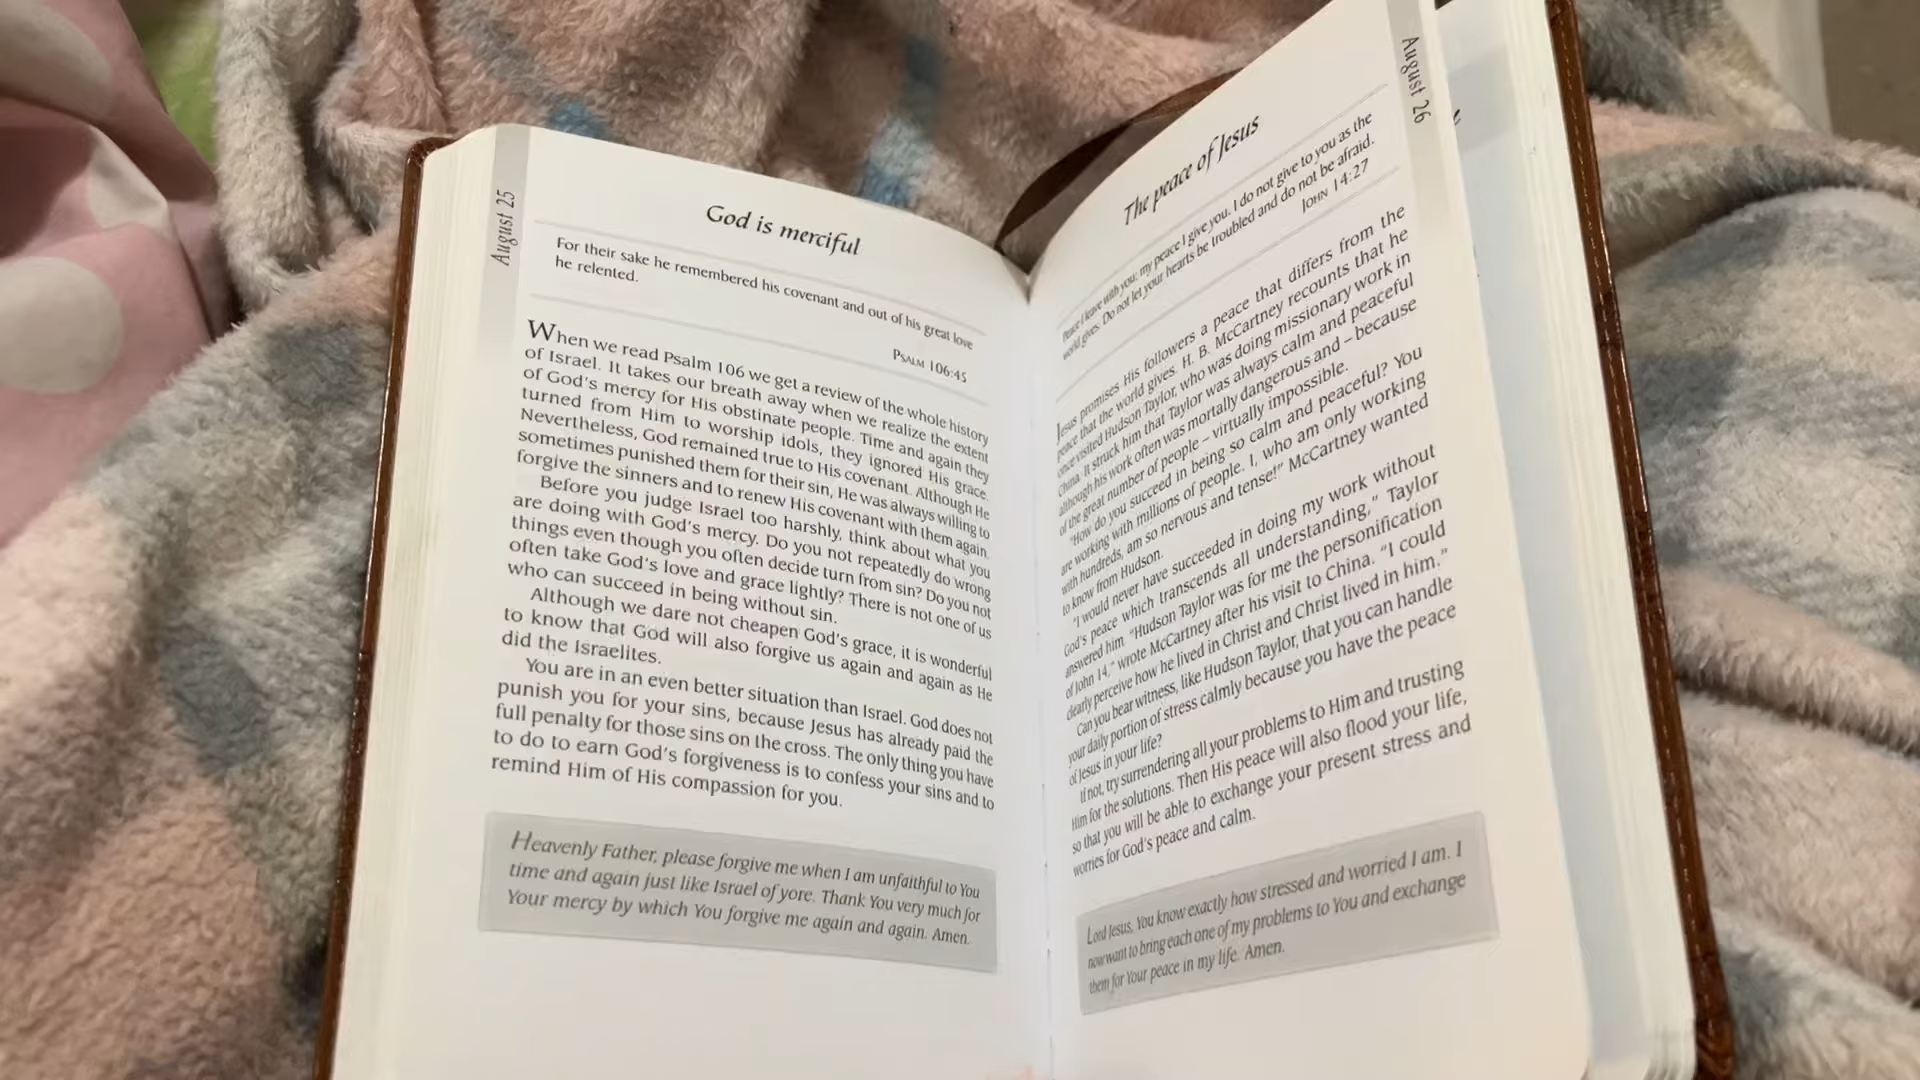 August 25
God is merciful
For their sake he remembered his covenant and out of his great love
he relented.
PSALM 106:45
When we read Psalm 106 we get a review of the whole history
of Israel. It takes our breath away when we realize the extent
of God's mercy for His obstinate people. Time and again they
turned from Him to worship idols, they ignored His grace.
Nevertheless, God remained true to His covenant. Although He
sometimes punished them for their sin, He was always willing to
forgive the sinners and to renew His covenant with them again.
Before you judge Israel too harshly, think about what you
are doing with God's mercy. Do you not repeatedly do wrong
things even though you often decide turn from sin? Do you not
often take God's love and grace lightly? There is not one of us
who can succeed in being without sin.
Although we dare not cheapen God's grace, it is wonderful
to know that God will also forgive us again and again as He
did the Israelites.
You are in an even better situation than Israel. God does not
punish you for your sins, because Jesus has already paid the
full penalty for those sins on the cross. The only thing you have
to do to earn God's forgiveness is to confess your sins and to
remind Him of His compassion for you.
Heavenly Father, please forgive me when I am unfaithful to You
time and again just like Israel of yore. Thank You very much for
Your mercy by which You forgive me again and again. Amen.
August 26
The peace of Jesus
Peace I leave with you; my peace I give you. I do not give to you as the
world gives. Do not let your hearts be troubled and do not be afraid.
JOHN 14:27
Jesus promises His followers a peace that differs from the
peace that the world gives. H. B. McCartney recounts that he
once visited Hudson Taylor, who was doing missionary work in
China. It struck him that Taylor was always calm and peaceful
although his work often was mortally dangerous and – because
of the great number of people – virtually impossible.
"How do you succeed in being so calm and peaceful? You
are working with millions of people. I, who am only working
with hundreds, am so nervous and tense!" McCartney wanted
to know from Hudson.
"I would never have succeeded in doing my work without
God's peace which transcends all understanding," Taylor
answered him. "Hudson Taylor was for me the personification
of John 14," wrote McCartney after his visit to China. "I could
clearly perceive how he lived in Christ and Christ lived in him."
Can you bear witness, like Hudson Taylor, that you can handle
your daily portion of stress calmly because you have the peace
of Jesus in your life?
If not, try surrendering all your problems to Him and trusting
Him for the solutions. Then His peace will also flood your life,
so that you will be able to exchange your present stress and
worries for God's peace and calm.
Lord Jesus, You know exactly how stressed and worried I am. I
now want to bring each one of my problems to You and exchange
them for Your peace in my life. Amen.